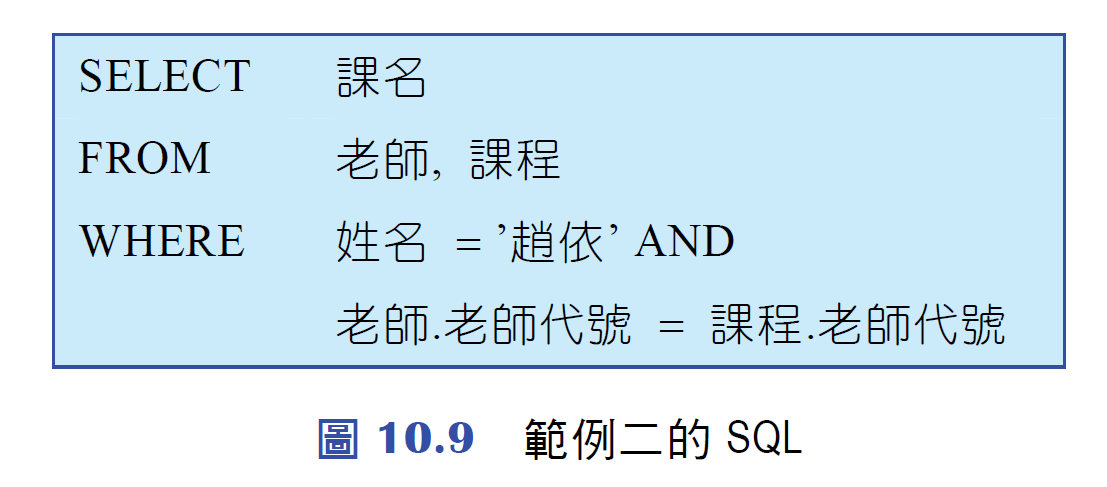 SELECT 課名
FROM 老師, 課程
WHERE 姓名 = ’趙依’ AND
老師.老師代號 = 課程.老師代號
圖 10.9 範例二的 SQL